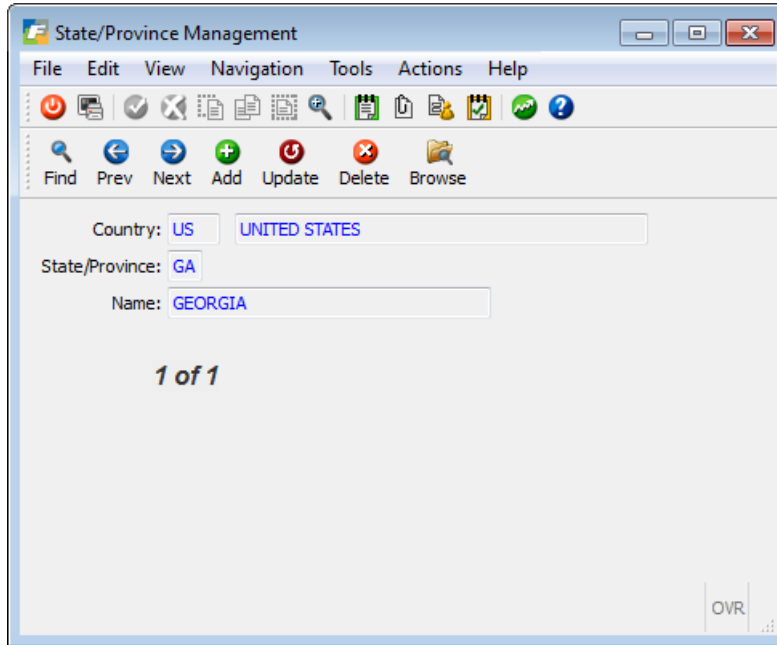 State/Province Management
File Edit View Navigation Tools Actions Help
Find Prev Next Add Update Delete Browse
Country: US UNITED STATES
State/Province: GA
Name: GEORGIA
1 of 1
OVR